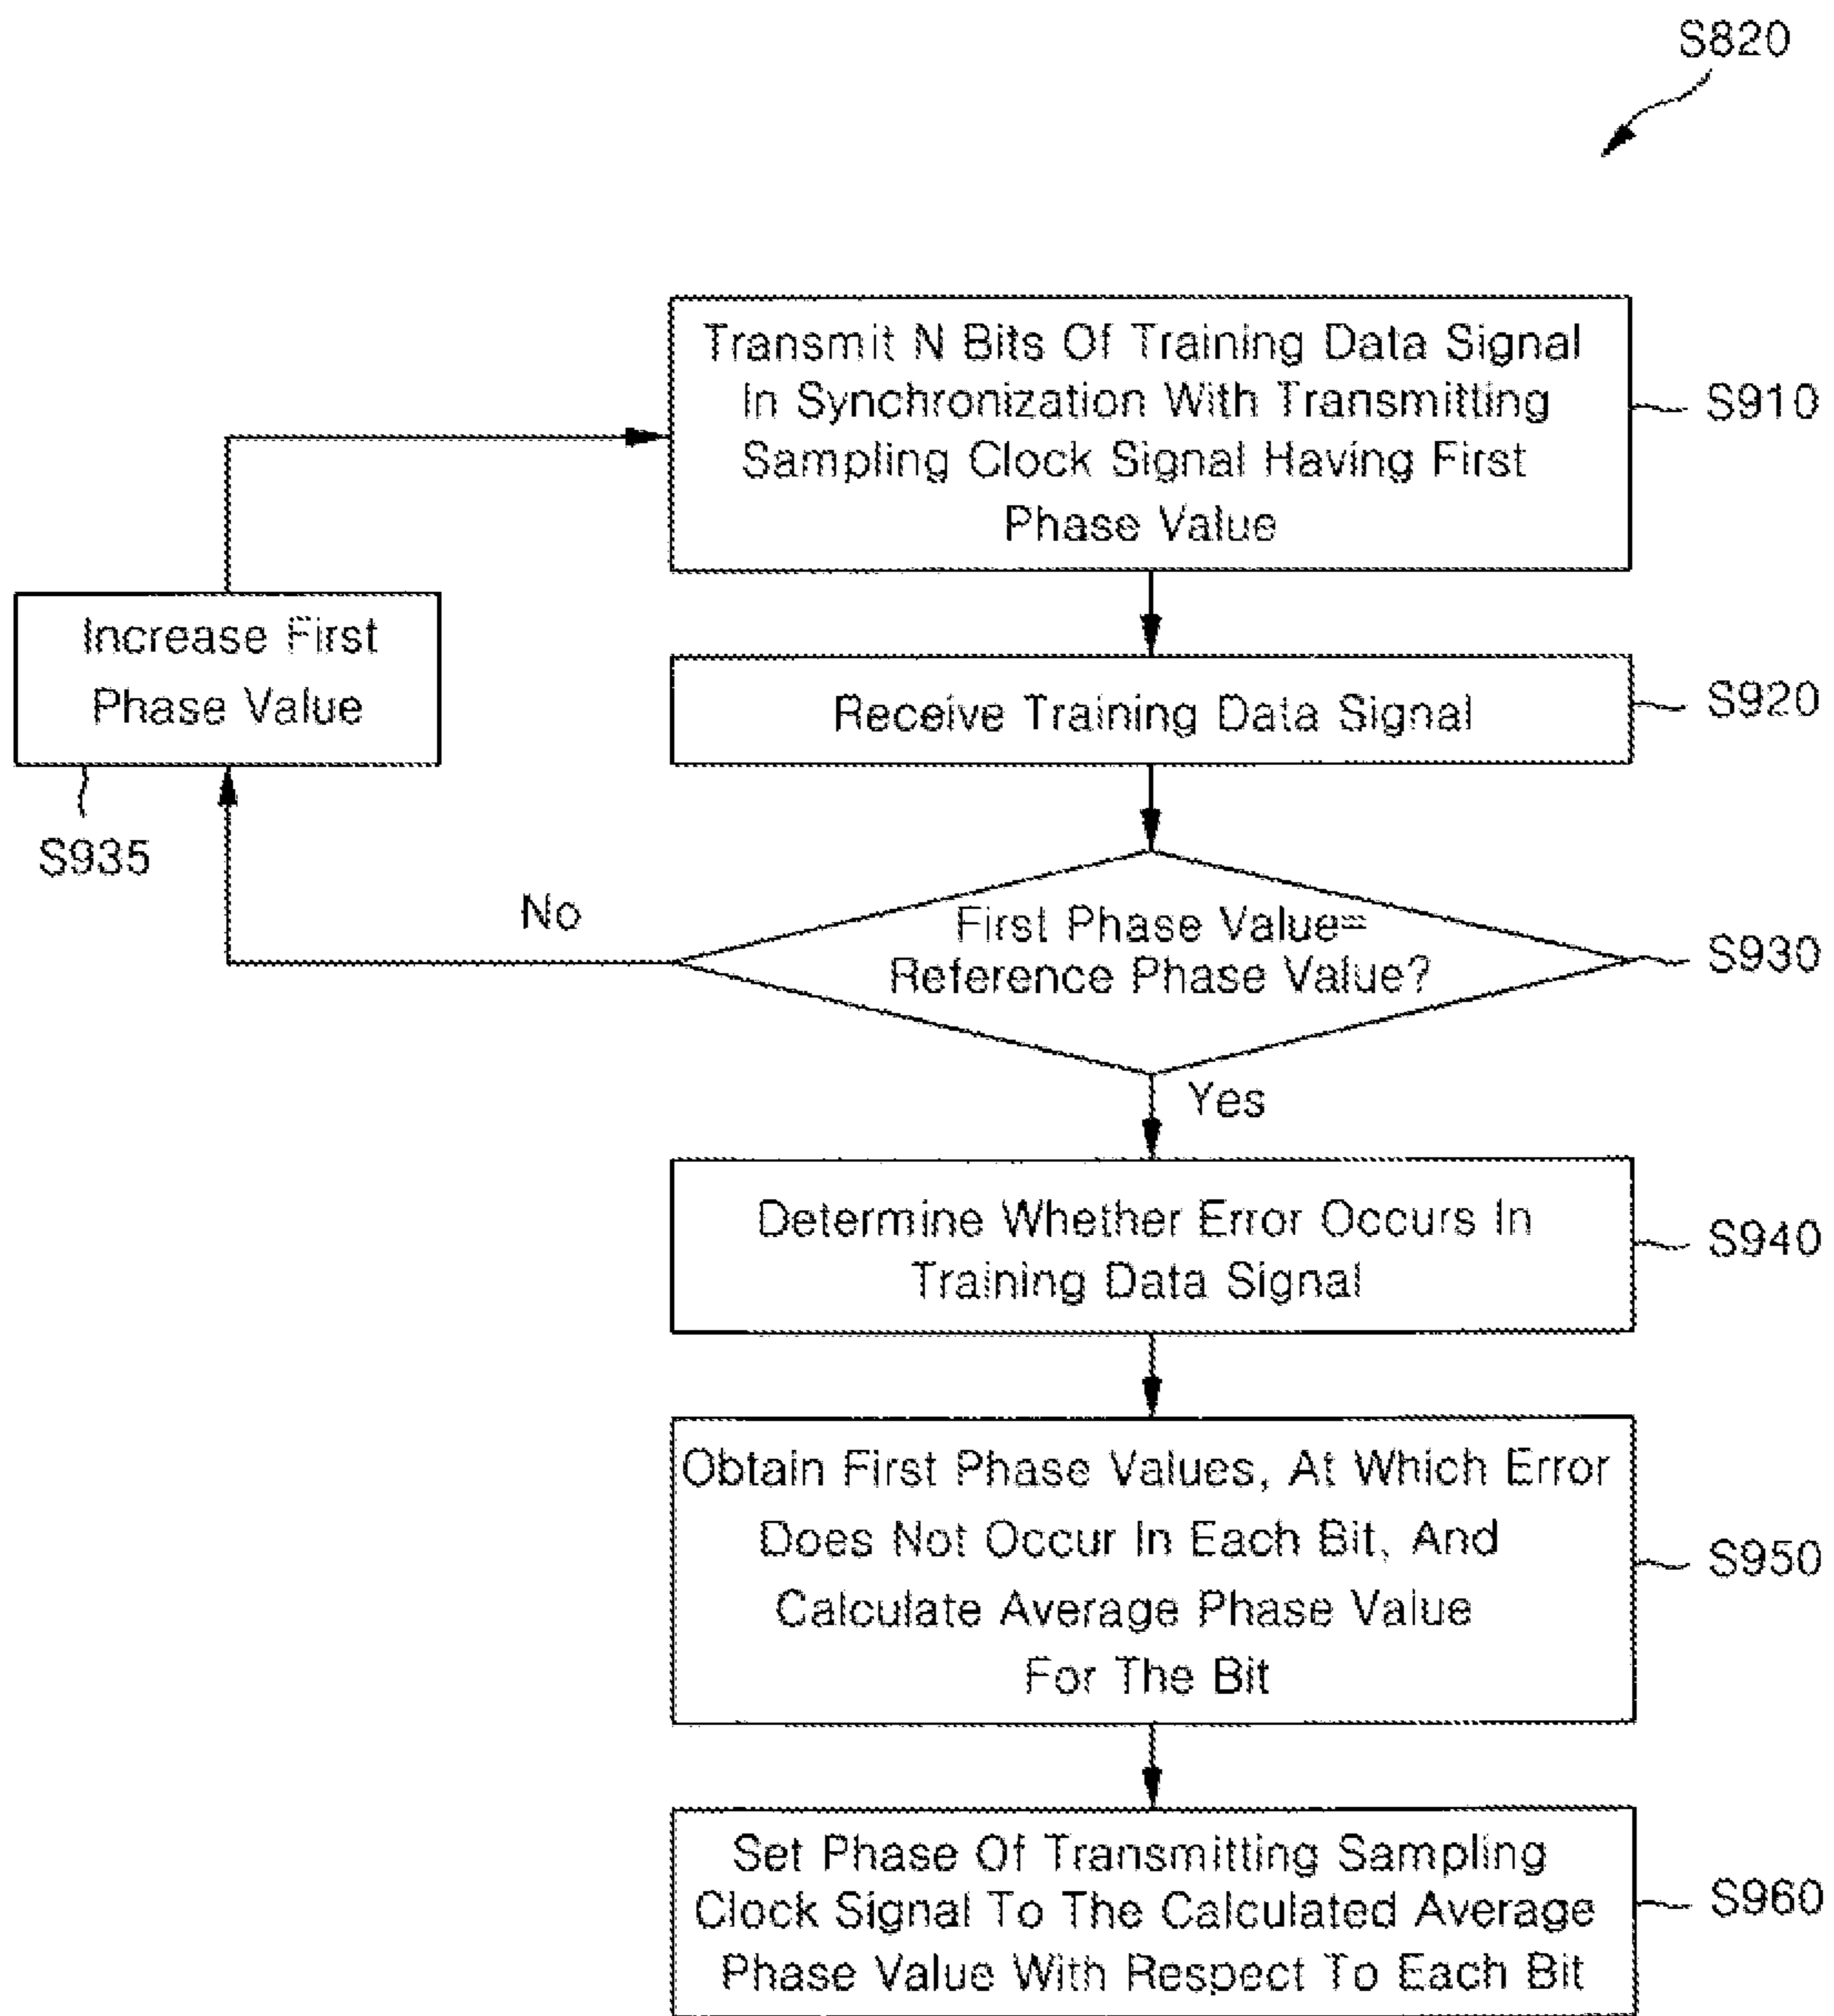 S820
Transmit N Bits Of Training Data Signal
In Synchronization With Transmitting
Sampling Clock Signal Having First
Phase Value
S910
Increase First
Phase Value
S935
Receive Training Data Signal
S920
No
First Phase Value=
Reference Phase Value?
S930
Yes
Determine Whether Error Occurs In
Training Data Signal
S940
Obtain First Phase Values, At Which Error
Does Not Occur In Each Bit, And
Calculate Average Phase Value
For The Bit
S950
Set Phase Of Transmitting Sampling
Clock Signal To The Calculated Average
Phase Value With Respect To Each Bit
S960